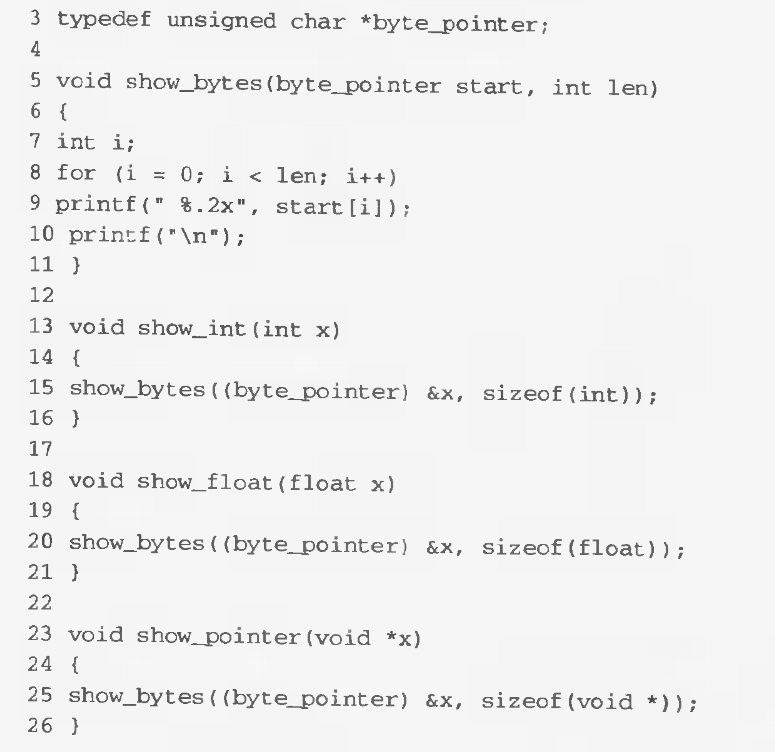 3 typedef unsigned char *byte_pointer;
4
5 void show_bytes(byte_pointer start, int len)
6 {
7 int i;
8 for (i = 0; i < len; i++)
9 printf(" %.2x", start[i]);
10 printf("\n");
11 }
12
13 void show_int(int x)
14 {
15 show_bytes((byte_pointer) &x, sizeof(int));
16 }
17
18 void show_float(float x)
19 {
20 show_bytes((byte_pointer) &x, sizeof(float));
21 }
22
23 void show_pointer(void *x)
24 {
25 show_bytes((byte_pointer) &x, sizeof(void *));
26 }